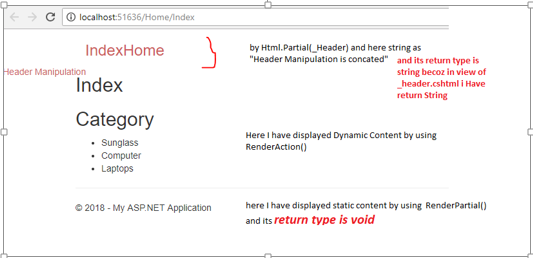 localhost:51636/Home/Index
IndexHome
by Html.Partial(_Header) and here string as
"Header Manipulation is concated"
and its return type is
string becoz in view of
_header.cshtml i Have
return String
Header Manipulation
Index
Category
Sunglass
Computer
Laptops
Here I have displayed Dynamic Content by using
RenderAction()
© 2018 - My ASP.NET Application
here I have displayed static content by using RenderPartial()
and its return type is void